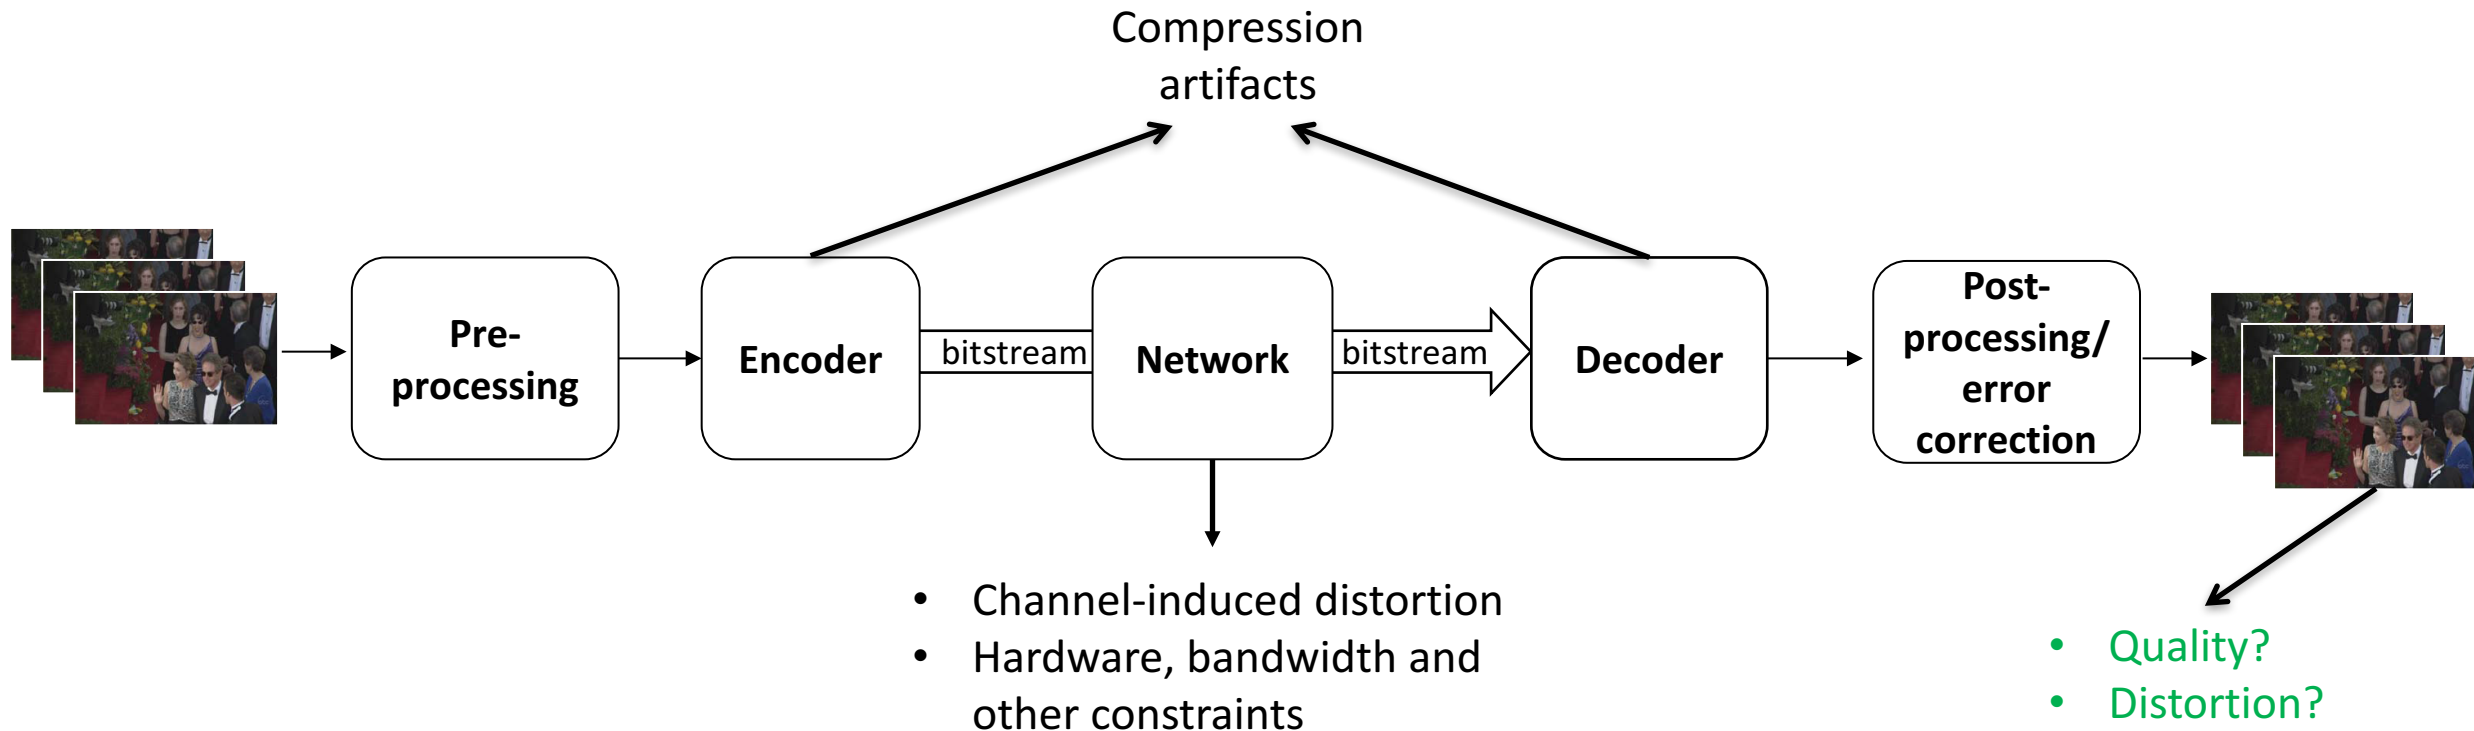 Compression
artifacts
Pre-
processing
Encoder
bitstream
Network
bitstream
Decoder
Post-
processing/
error
correction
• Channel-induced distortion
• Hardware, bandwidth and
other constraints
• Quality?
• Distortion?